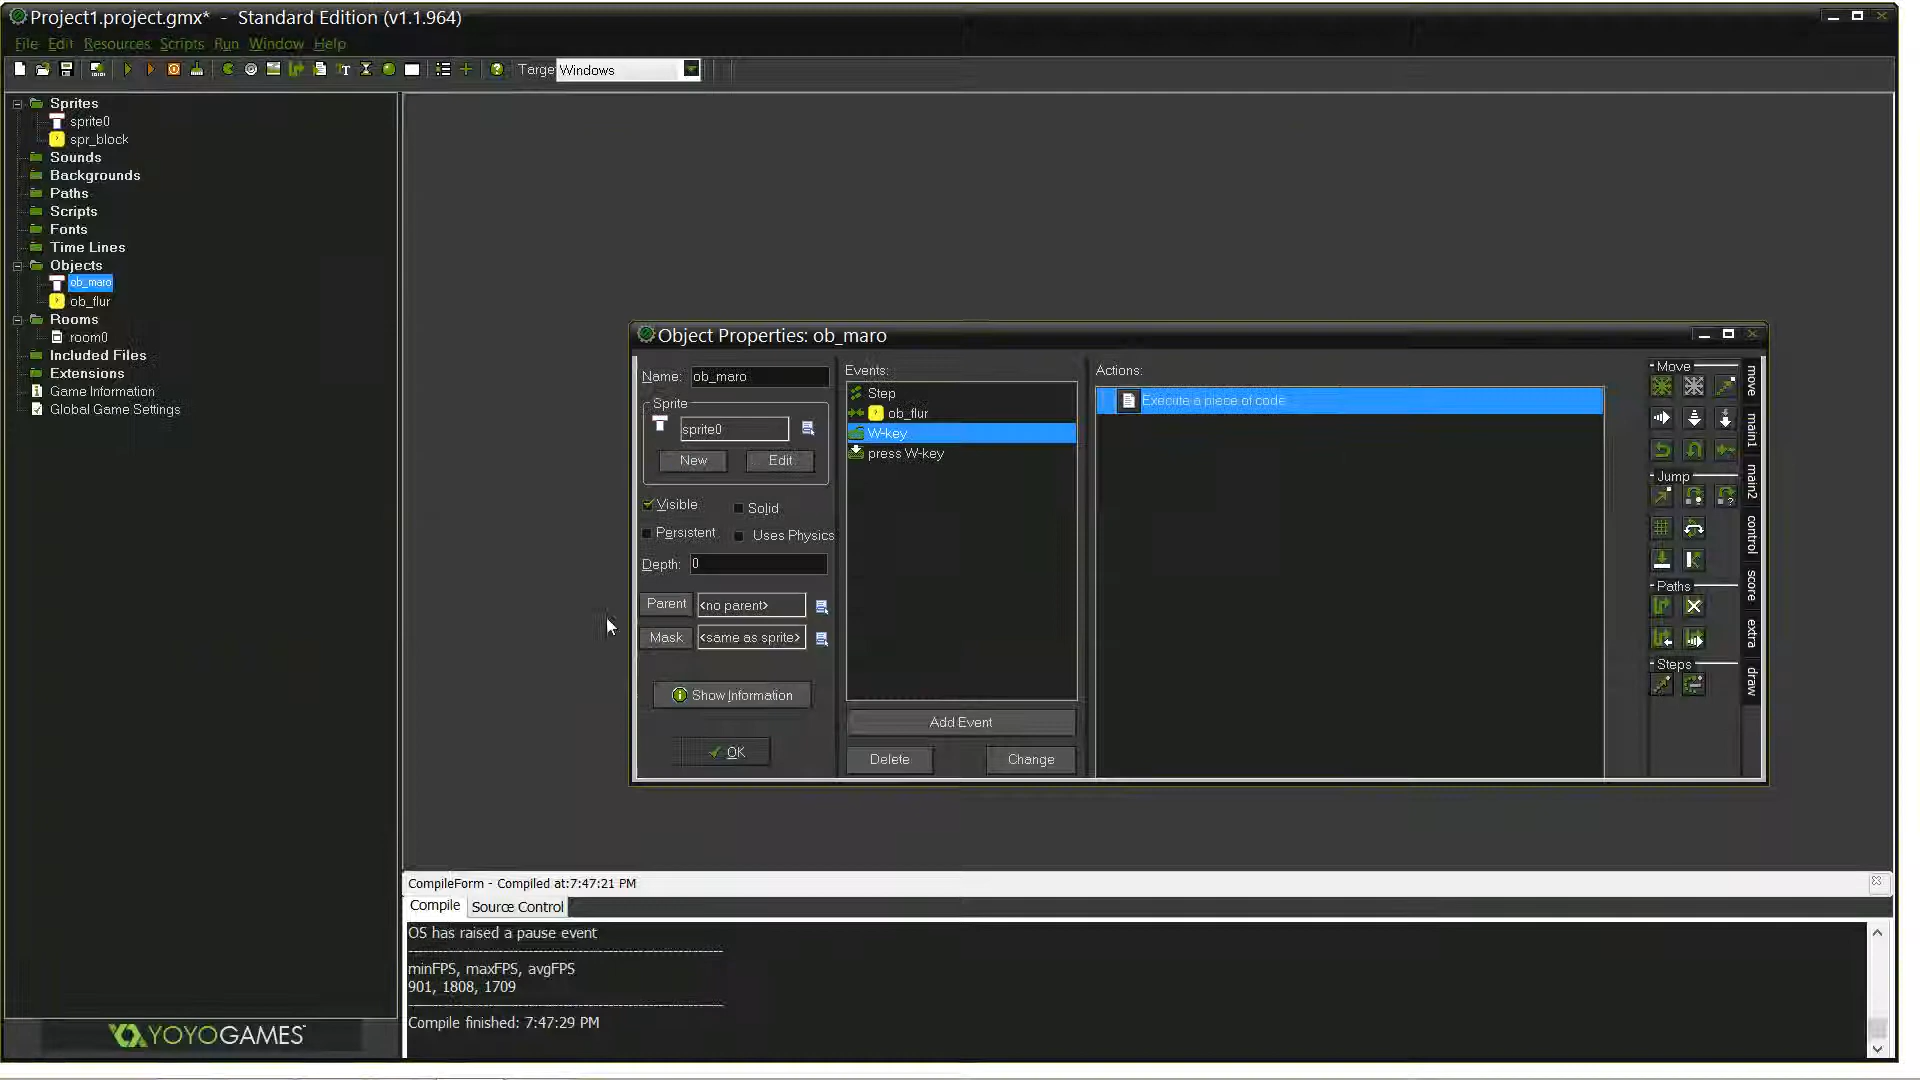 Project1.project.gmx* - Standard Edition (v1.1.964)
File Edit Resources Scripts Run Window Help
Targe Windows
Sprites
sprite0
spr_block
Sounds
Backgrounds
Paths
Scripts
Fonts
Time Lines
Objects
ob_maro
ob_flur
Rooms
room0
Included Files
Extensions
Game Information
Global Game Settings
YOYOGAMES
Object Properties: ob_maro
Name: ob_maro
Sprite
sprite0
New Edit
Visible Solid
Persistent Uses Physics
Depth: 0
Parent <no parent>
Mask <same as sprite>
Show Information
OK
Events:
Step
ob_flur
W-key
press W-key
Add Event
Delete Change
Actions:
Execute a piece of code
Move
Jump
Paths
Steps
move
main1
main2
control
score
extra
draw
CompileForm - Compiled at:7:47:21 PM
Compile Source Control
OS has raised a pause event
minFPS, maxFPS, avgFPS
901, 1808, 1709
Compile finished: 7:47:29 PM